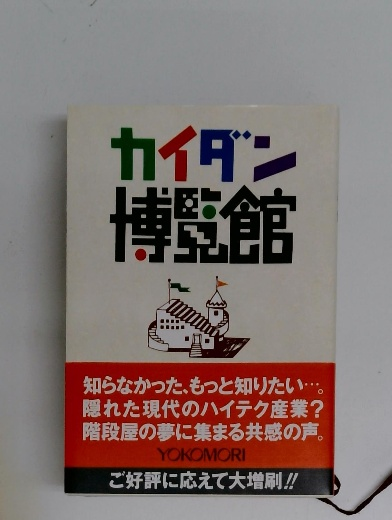 カイダン
博覧館
知らなかった、もっと知りたい…。
隠れた現代のハイテク産業?
階段屋の夢に集まる共感の声。
YOKOMORI
ご好評に応えて大増刷!!